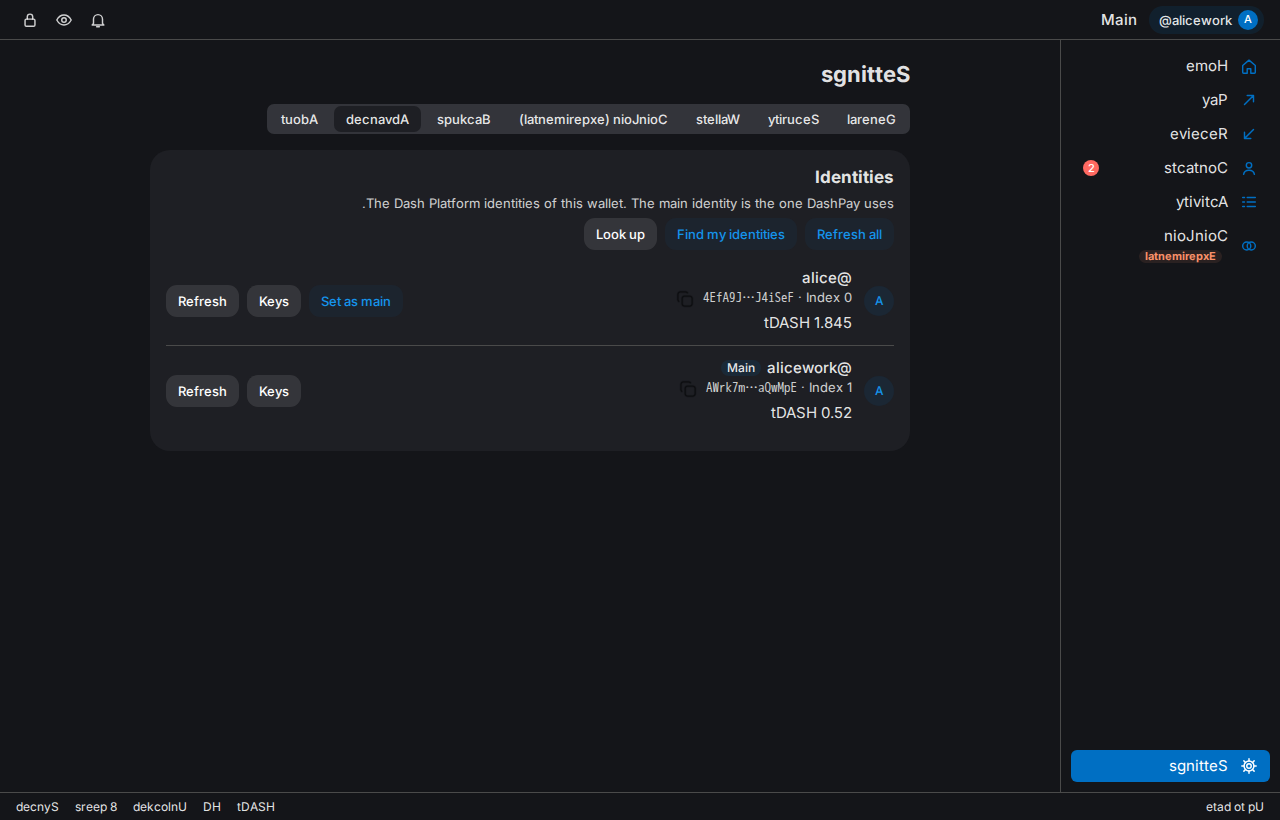 Main
@alicework A
sgnitteS
tuobA decnavdA spukcaB (latnemirepxe) nioJnioC stellaW ytiruceS lareneG
Identities
.The Dash Platform identities of this wallet. The main identity is the one DashPay uses
Look up Find my identities Refresh all
alice@
4EfA9J···J4iSeF · Index 0
tDASH 1.845
A
Refresh Keys Set as main
Main alicework@
AWrk7m···aQwMpE · Index 1
tDASH 0.52
A
Refresh Keys
emoH
yaP
evieceR
stcatnoC
2
ytivitcA
nioJnioC
latnemirepxE
sgnitteS
decnyS sreep 8 dekcolnU DH tDASH
etad ot pU